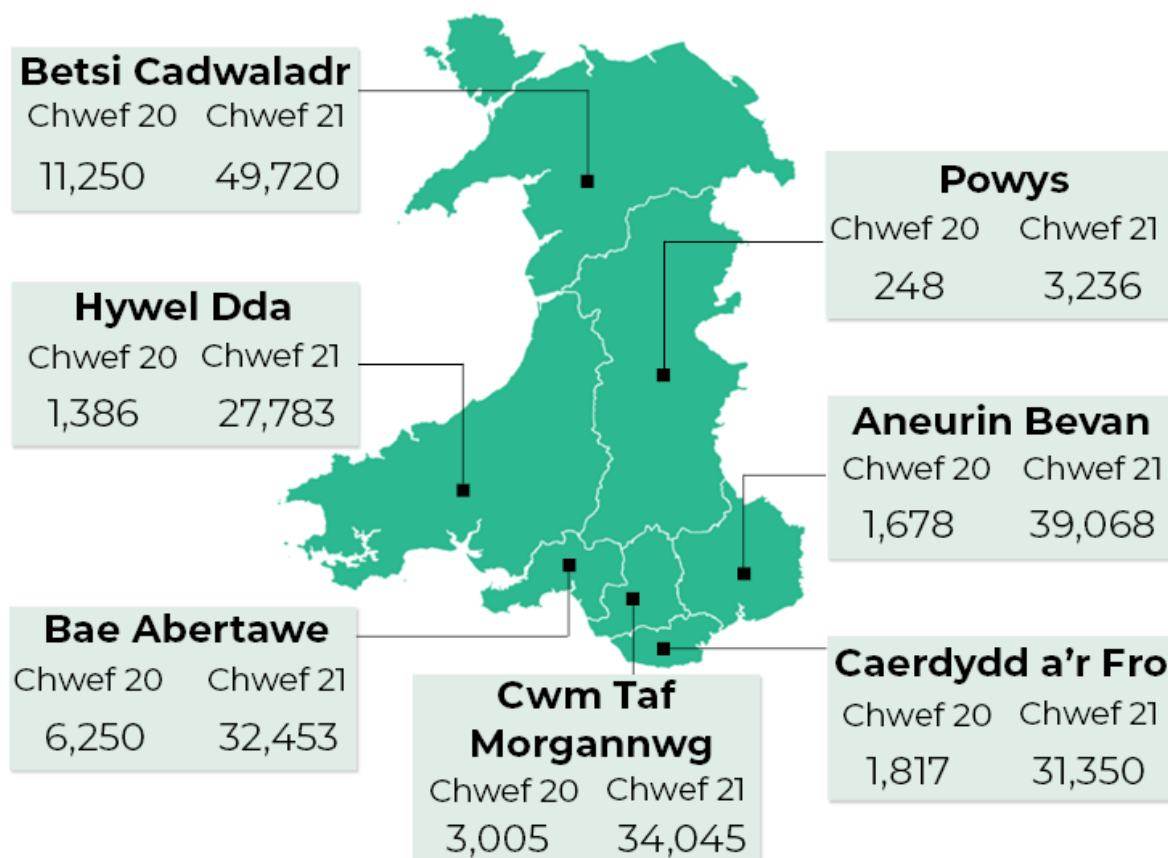 Betsi Cadwaladr
Chwef 20 Chwef 21
11,250 49,720
Powys
Chwef 20 Chwef 21
248 3,236
Hywel Dda
Chwef 20 Chwef 21
1,386 27,783
Aneurin Bevan
Chwef 20 Chwef 21
1,678 39,068
Bae Abertawe
Chwef 20 Chwef 21
6,250 32,453
Cwm Taf
Morgannwg
Chwef 20 Chwef 21
3,005 34,045
Caerdydd a'r Fro
Chwef 20 Chwef 21
1,817 31,350